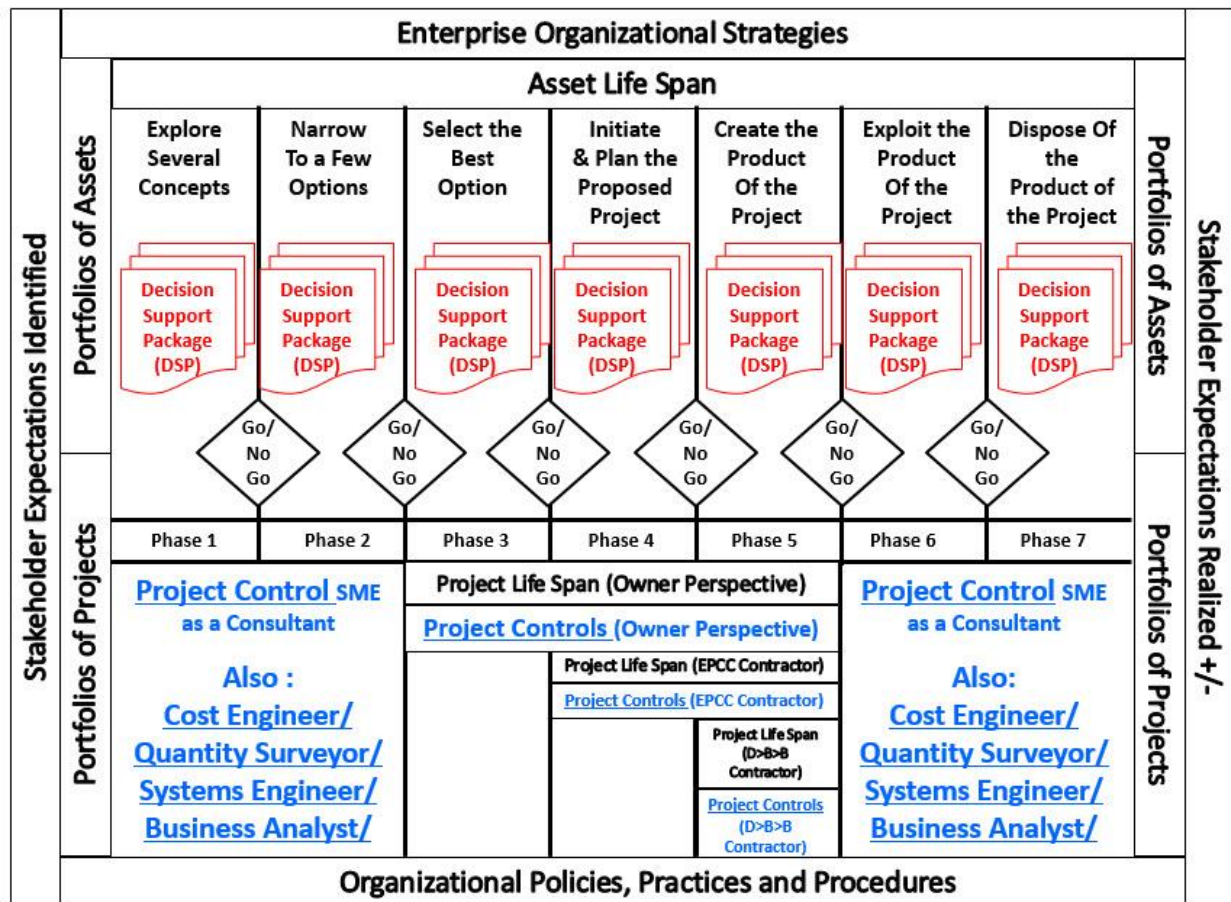 Enterprise Organizational Strategies
Stakeholder Expectations Identified
Portfolios of Assets
Portfolios of Projects
Asset Life Span
Explore
Several
Concepts
Narrow
To a Few
Options
Select the
Best
Option
Initiate
& Plan the
Proposed
Project
Create the
Product
Of the
Project
Exploit the
Product
Of the
Project
Dispose Of
the
Product of
the Project
Decision
Support
Package
(DSP)
Decision
Support
Package
(DSP)
Decision
Support
Package
(DSP)
Decision
Support
Package
(DSP)
Decision
Support
Package
(DSP)
Decision
Support
Package
(DSP)
Decision
Support
Package
(DSP)
Go/
No
Go
Go/
No
Go
Go/
No
Go
Go/
No
Go
Go/
No
Go
Go/
No
Go
Phase 1
Phase 2
Phase 3
Phase 4
Phase 5
Phase 6
Phase 7
Project Control SME
as a Consultant
Also :
Cost Engineer/
Quantity Surveyor/
Systems Engineer/
Business Analyst/
Project Life Span (Owner Perspective)
Project Controls (Owner Perspective)
Project Life Span (EPCC Contractor)
Project Controls (EPCC Contractor)
Project Life Span
(D>B>B
Contractor)
Project Controls
(D>B>B
Contractor)
Project Control SME
as a Consultant
Also:
Cost Engineer/
Quantity Surveyor/
Systems Engineer/
Business Analyst/
Portfolios of Assets
Portfolios of Projects
Stakeholder Expectations Realized +/-
Organizational Policies, Practices and Procedures